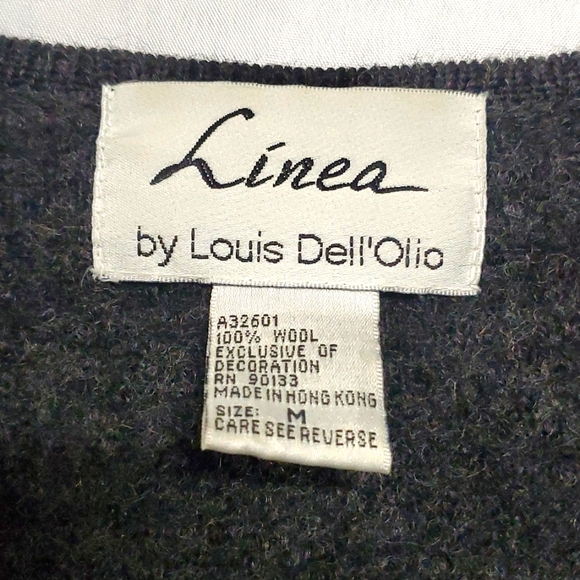 Linea
by Louis Dell'Olio
A32601
100% WOOL
EXCLUSIVE OF
DECORATION
RN 90133
MADE IN HONG KONG
SIZE: M
CARE SEE REVERSE